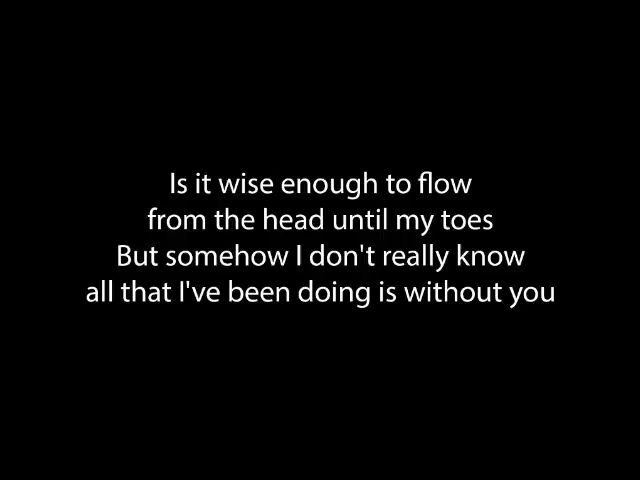 Is it wise enough to flow
from the head until my toes
But somehow I don't really know
all that I've been doing is without you